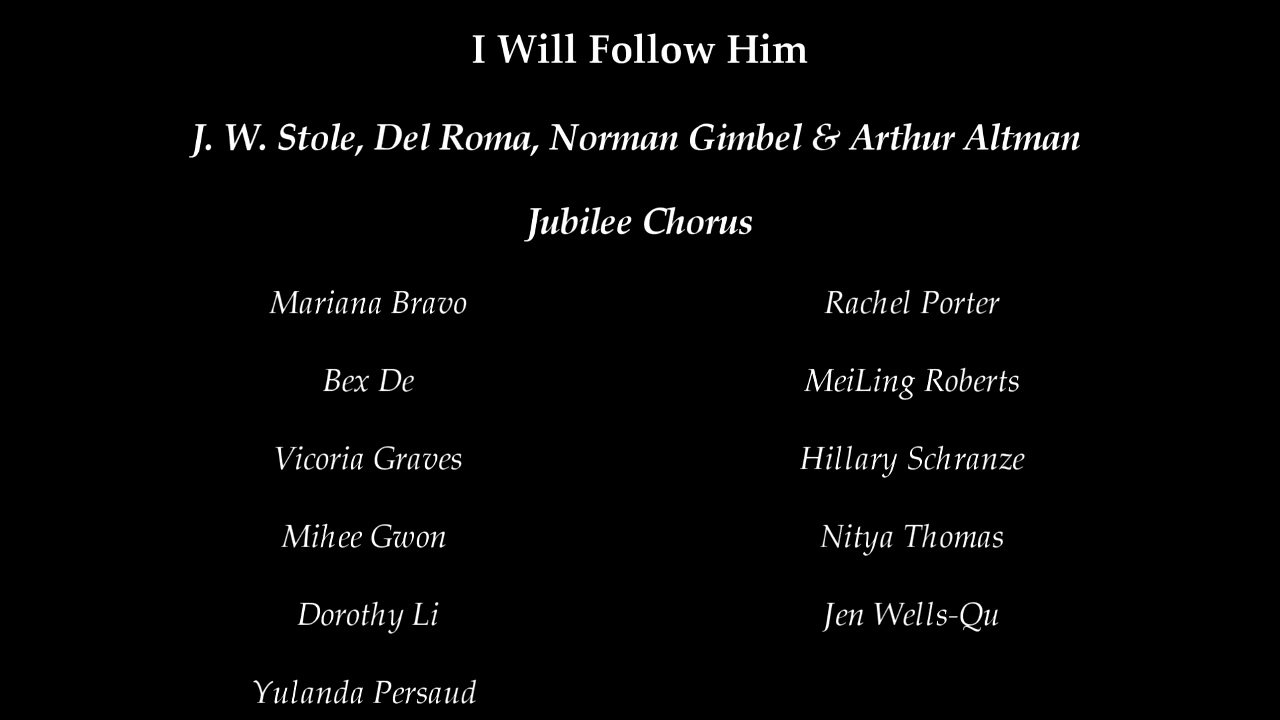 I Will Follow Him
J. W. Stole, Del Roma, Norman Gimbel & Arthur Altman
Jubilee Chorus
Mariana Bravo
Bex De
Vicoria Graves
Mihee Gwon
Dorothy Li
Yulanda Persaud
Rachel Porter
MeiLing Roberts
Hillary Schranze
Nitya Thomas
Jen Wells-Qu